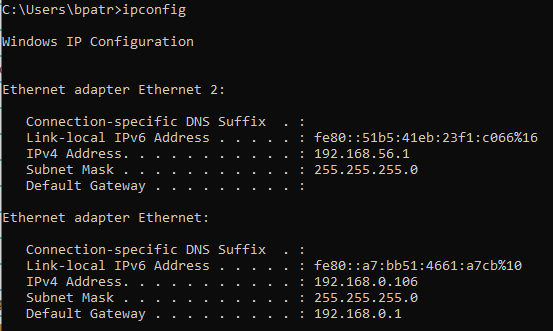 C:\Users\bpatr>ipconfig
Windows IP Configuration
Ethernet adapter Ethernet 2:
Connection-specific DNS Suffix  . :
Link-local IPv6 Address . . . . . : fe80::51b5:41eb:23f1:c066%16
IPv4 Address. . . . . . . . . . . : 192.168.56.1
Subnet Mask . . . . . . . . . . . : 255.255.255.0
Default Gateway . . . . . . . . . :
Ethernet adapter Ethernet:
Connection-specific DNS Suffix  . :
Link-local IPv6 Address . . . . . : fe80::a7:bb51:4661:a7cb%10
IPv4 Address. . . . . . . . . . . : 192.168.0.106
Subnet Mask . . . . . . . . . . . : 255.255.255.0
Default Gateway . . . . . . . . . : 192.168.0.1